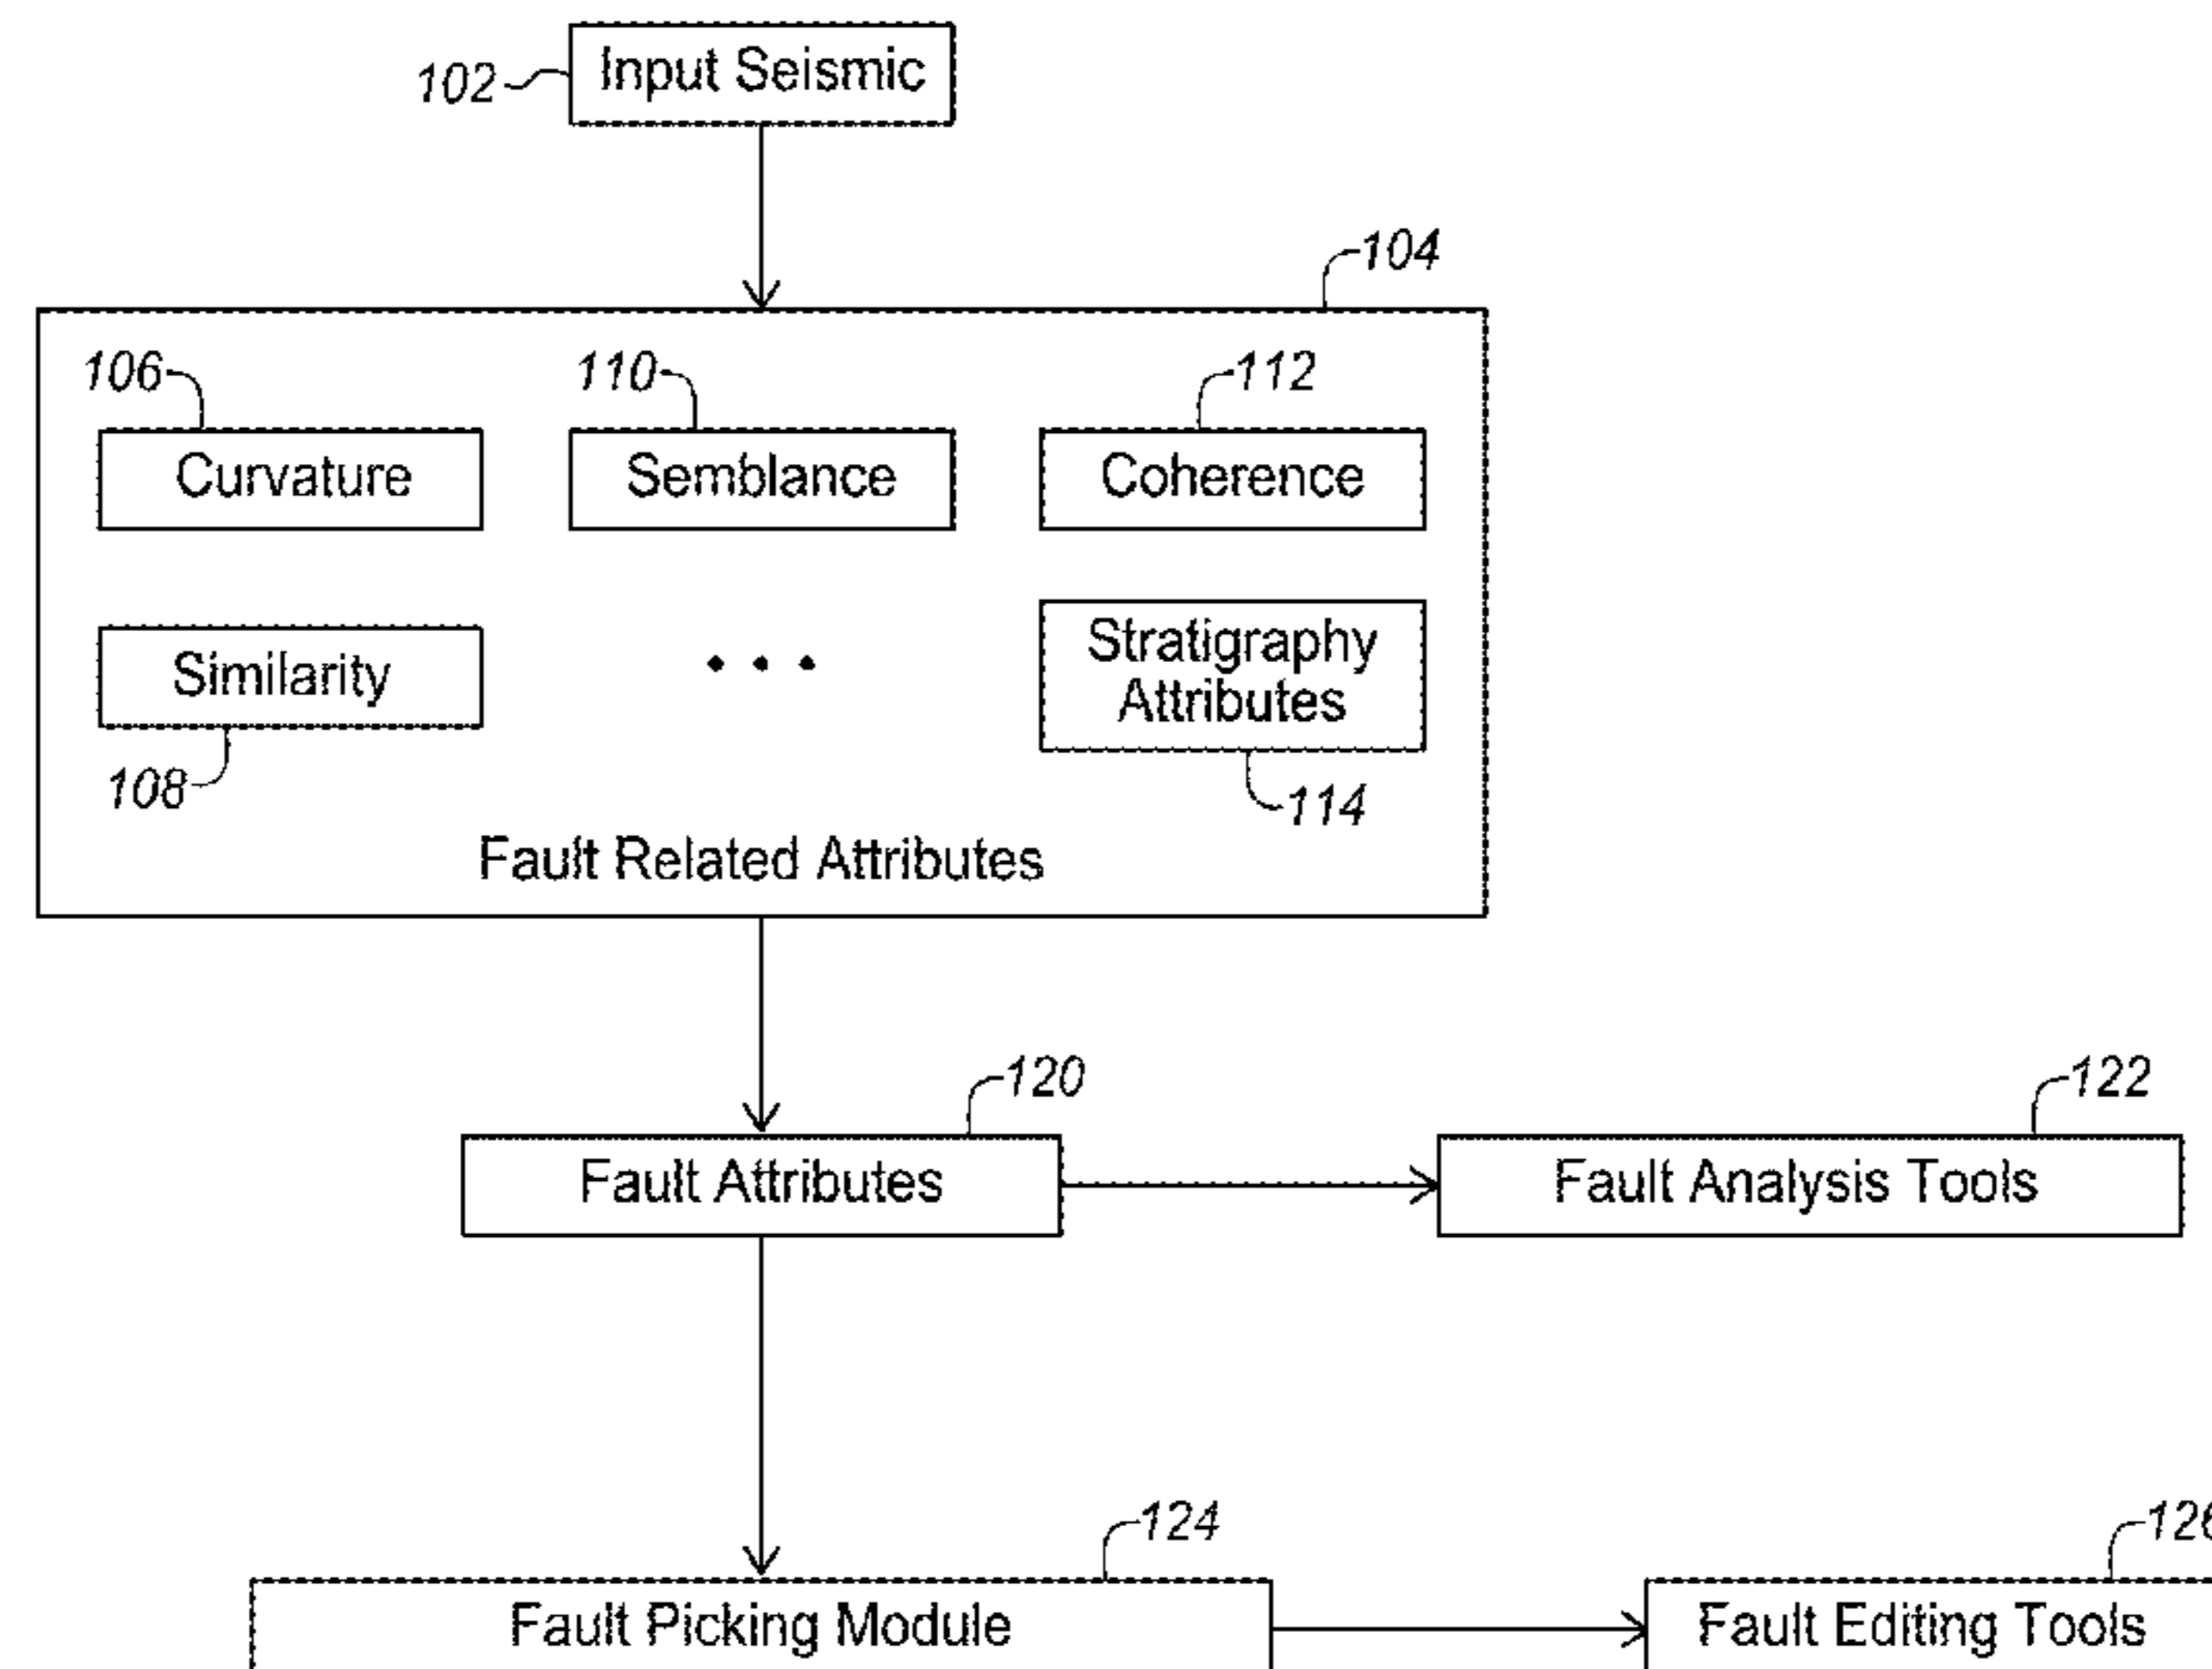 102
Input Seismic
104
106
110
112
Curvature
Semblance
Coherence
Similarity
• • •
Stratigraphy
Attributes
108
114
Fault Related Attributes
120
122
Fault Attributes
Fault Analysis Tools
124
126
Fault Picking Module
Fault Editing Tools